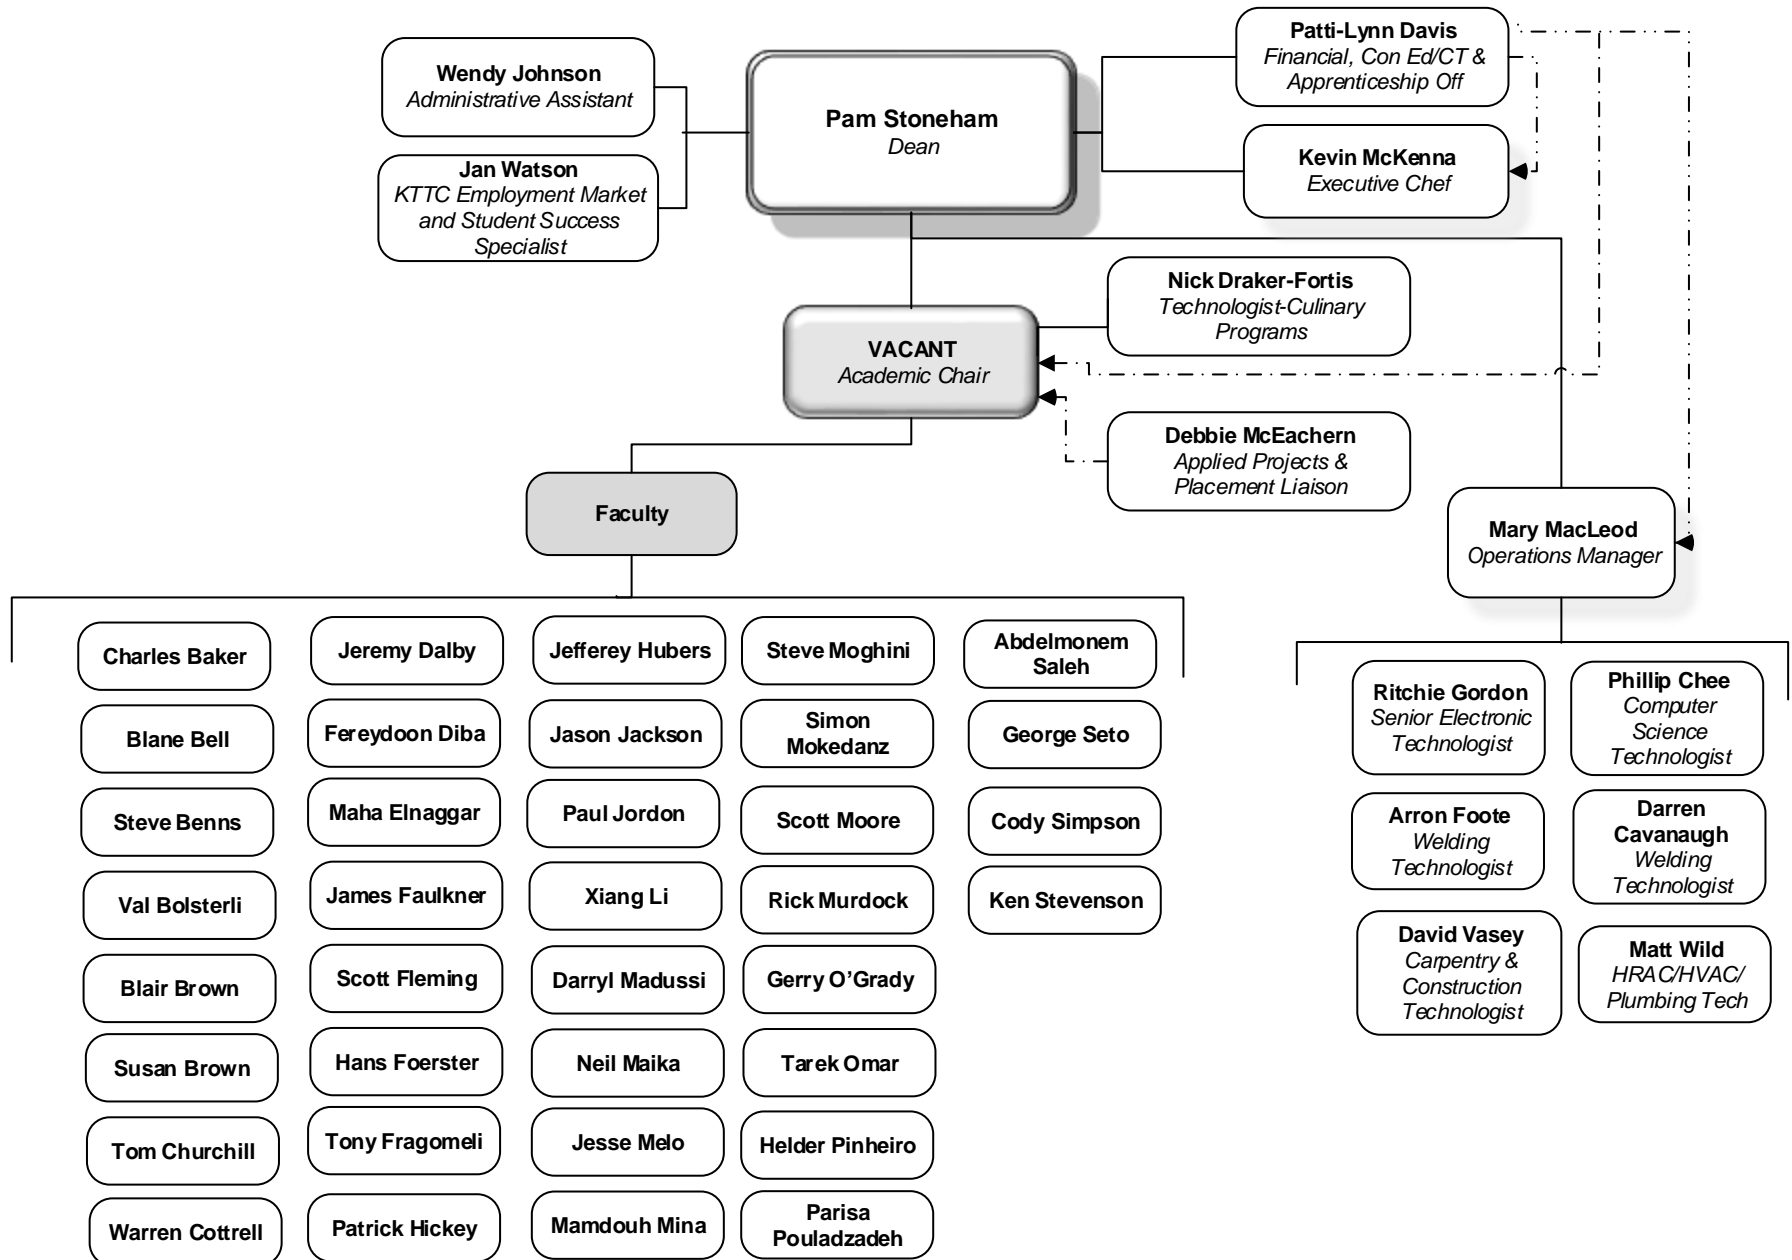 Wendy Johnson
Administrative Assistant
Jan Watson
KTTC Employment Market
and Student Success
Specialist
Pam Stoneham
Dean
Patti-Lynn Davis
Financial, Con Ed/CT &
Apprenticeship Off
Kevin McKenna
Executive Chef
Nick Draker-Fortis
Technologist-Culinary
Programs
VACANT
Academic Chair
Debbie McEachern
Applied Projects &
Placement Liaison
Faculty
Mary MacLeod
Operations Manager
Charles Baker
Blane Bell
Steve Benns
Val Bolsterli
Blair Brown
Susan Brown
Tom Churchill
Warren Cottrell
Jeremy Dalby
Fereydoon Diba
Maha Elnaggar
James Faulkner
Scott Fleming
Hans Foerster
Tony Fragomeli
Patrick Hickey
Jefferey Hubers
Jason Jackson
Paul Jordon
Xiang Li
Darryl Madussi
Neil Maika
Jesse Melo
Mamdouh Mina
Steve Moghini
Simon
Mokedanz
Scott Moore
Rick Murdock
Gerry O’Grady
Tarek Omar
Helder Pinheiro
Parisa
Pouladzadeh
Abdelmonem
Saleh
George Seto
Cody Simpson
Ken Stevenson
Ritchie Gordon
Senior Electronic
Technologist
Phillip Chee
Computer
Science
Technologist
Arron Foote
Welding
Technologist
Darren
Cavanaugh
Welding
Technologist
David Vasey
Carpentry &
Construction
Technologist
Matt Wild
HRAC/HVAC/
Plumbing Tech